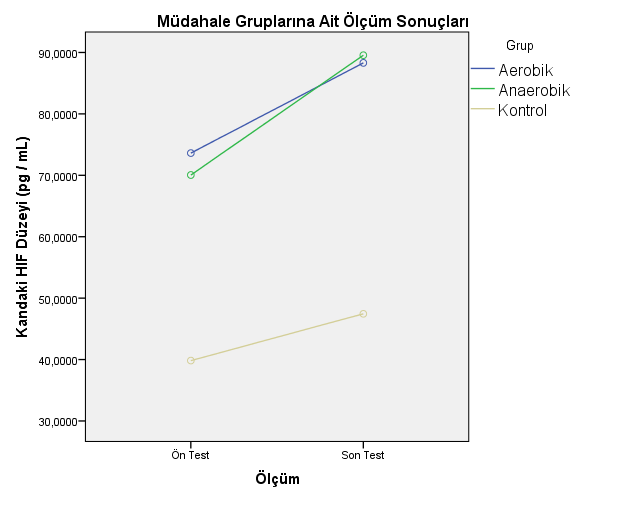 Müdahale Gruplarına Ait Ölçüm Sonuçları
Grup
Aerobik
Anaerobik
Kontrol
Kandaki HIF Düzeyi (pg / mL)
90,0000
80,0000
70,0000
60,0000
50,0000
40,0000
30,0000
Ön Test
Son Test
Ölçüm